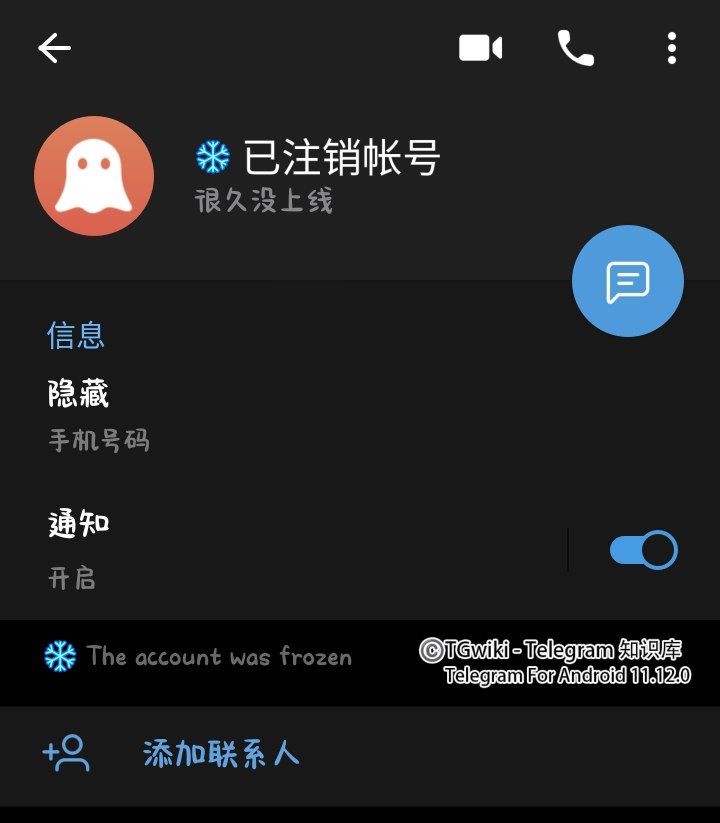 已注销帐号
很久没上线
信息
隐藏
手机号码
通知
开启
The account was frozen
©TGwiki - Telegram 知识库
Telegram For Android 11.12.0
添加联系人